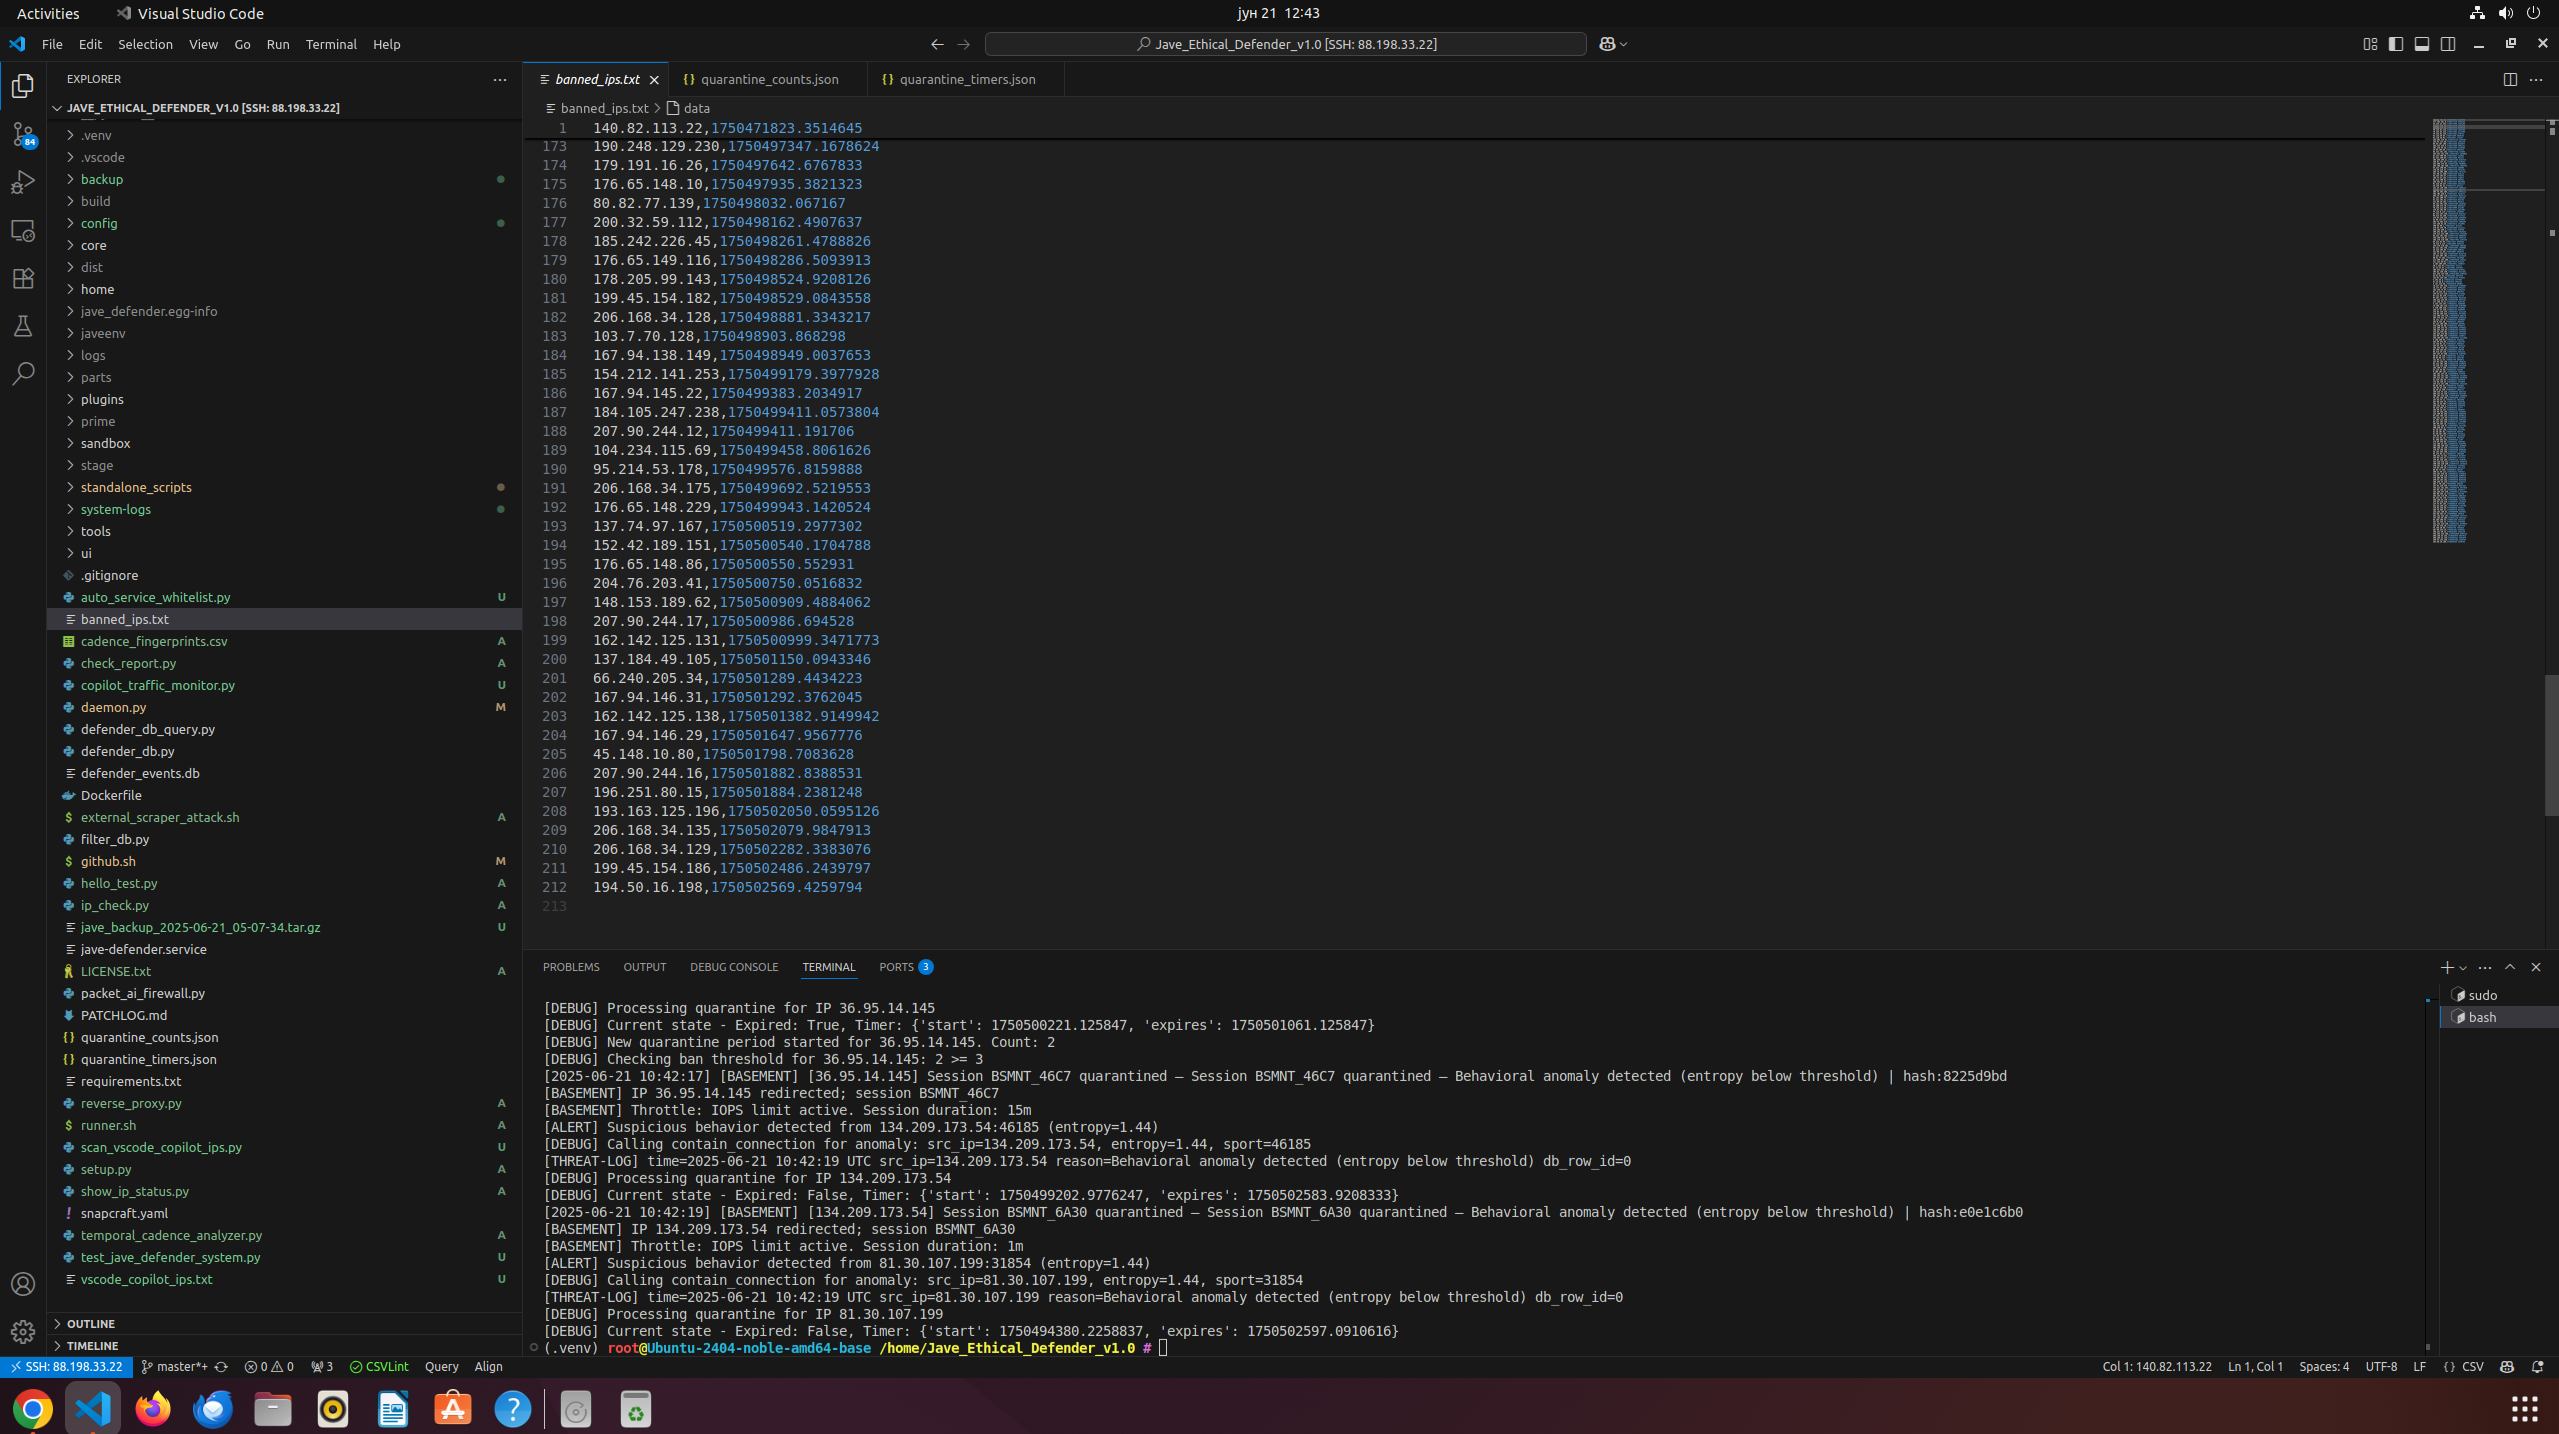 Activities
Visual Studio Code
јун 21 12:43
File Edit Selection View Go Run Terminal Help
Jave_Ethical_Defender_v1.0 [SSH: 88.198.33.22]
EXPLORER
JAVE_ETHICAL_DEFENDER_V1.0 [SSH: 88.198.33.22]
84
.venv
.vscode
backup
build
config
core
dist
home
jave_defender.egg-info
javeenv
logs
parts
plugins
prime
sandbox
stage
standalone_scripts
system-logs
tools
ui
.gitignore
auto_service_whitelist.py U
banned_ips.txt
cadence_fingerprints.csv A
check_report.py A
copilot_traffic_monitor.py U
daemon.py M
defender_db_query.py
defender_db.py
defender_events.db
Dockerfile
external_scraper_attack.sh A
filter_db.py
github.sh M
hello_test.py A
ip_check.py A
jave_backup_2025-06-21_05-07-34.tar.gz U
jave-defender.service
LICENSE.txt A
packet_ai_firewall.py
PATCHLOG.md
quarantine_counts.json
quarantine_timers.json
requirements.txt
reverse_proxy.py A
runner.sh A
scan_vscode_copilot_ips.py U
setup.py A
show_ip_status.py A
snapcraft.yaml
temporal_cadence_analyzer.py A
test_jave_defender_system.py U
vscode_copilot_ips.txt U
OUTLINE
TIMELINE
banned_ips.txt
quarantine_counts.json
quarantine_timers.json
banned_ips.txt > data
1 140.82.113.22,1750471823.3514645
173 190.248.129.230,1750497347.1678624
174 179.191.16.26,1750497642.6767833
175 176.65.148.10,1750497935.3821323
176 80.82.77.139,1750498032.067167
177 200.32.59.112,1750498162.4907637
178 185.242.226.45,1750498261.4788826
179 176.65.149.116,1750498286.5093913
180 178.205.99.143,1750498524.9208126
181 199.45.154.182,1750498529.0843558
182 206.168.34.128,1750498881.3343217
183 103.7.70.128,1750498903.868298
184 167.94.138.149,1750498949.0037653
185 154.212.141.253,1750499179.3977928
186 167.94.145.22,1750499383.2034917
187 184.105.247.238,1750499411.0573804
188 207.90.244.12,1750499411.191706
189 104.234.115.69,1750499458.8061626
190 95.214.53.178,1750499576.8159888
191 206.168.34.175,1750499692.5219553
192 176.65.148.229,1750499943.1420524
193 137.74.97.167,1750500519.2977302
194 152.42.189.151,1750500540.1704788
195 176.65.148.86,1750500550.552931
196 204.76.203.41,1750500750.0516832
197 148.153.189.62,1750500909.4884062
198 207.90.244.17,1750500986.694528
199 162.142.125.131,1750500999.3471773
200 137.184.49.105,1750501150.0943346
201 66.240.205.34,1750501289.4434223
202 167.94.146.31,1750501292.3762045
203 162.142.125.138,1750501382.9149942
204 167.94.146.29,1750501647.9567776
205 45.148.10.80,1750501798.7083628
206 207.90.244.16,1750501882.8388531
207 196.251.80.15,1750501884.2381248
208 193.163.125.196,1750502050.0595126
209 206.168.34.135,1750502079.9847913
210 206.168.34.129,1750502282.3383076
211 199.45.154.186,1750502486.2439797
212 194.50.16.198,1750502569.4259794
213
PROBLEMS OUTPUT DEBUG CONSOLE TERMINAL PORTS 3
[DEBUG] Processing quarantine for IP 36.95.14.145
[DEBUG] Current state - Expired: True, Timer: {'start': 1750500221.125847, 'expires': 1750501061.125847}
[DEBUG] New quarantine period started for 36.95.14.145. Count: 2
[DEBUG] Checking ban threshold for 36.95.14.145: 2 >= 3
[2025-06-21 10:42:17] [BASEMENT] [36.95.14.145] Session BSMNT_46C7 quarantined — Session BSMNT_46C7 quarantined — Behavioral anomaly detected (entropy below threshold) | hash:8225d9bd
[BASEMENT] IP 36.95.14.145 redirected; session BSMNT_46C7
[BASEMENT] Throttle: IOPS limit active. Session duration: 15m
[ALERT] Suspicious behavior detected from 134.209.173.54:46185 (entropy=1.44)
[DEBUG] Calling contain_connection for anomaly: src_ip=134.209.173.54, entropy=1.44, sport=46185
[THREAT-LOG] time=2025-06-21 10:42:19 UTC src_ip=134.209.173.54 reason=Behavioral anomaly detected (entropy below threshold) db_row_id=0
[DEBUG] Processing quarantine for IP 134.209.173.54
[DEBUG] Current state - Expired: False, Timer: {'start': 1750499202.9776247, 'expires': 1750502583.9208333}
[2025-06-21 10:42:19] [BASEMENT] [134.209.173.54] Session BSMNT_6A30 quarantined — Session BSMNT_6A30 quarantined — Behavioral anomaly detected (entropy below threshold) | hash:e0e1c6b0
[BASEMENT] IP 134.209.173.54 redirected; session BSMNT_6A30
[BASEMENT] Throttle: IOPS limit active. Session duration: 1m
[ALERT] Suspicious behavior detected from 81.30.107.199:31854 (entropy=1.44)
[DEBUG] Calling contain_connection for anomaly: src_ip=81.30.107.199, entropy=1.44, sport=31854
[THREAT-LOG] time=2025-06-21 10:42:19 UTC src_ip=81.30.107.199 reason=Behavioral anomaly detected (entropy below threshold) db_row_id=0
[DEBUG] Processing quarantine for IP 81.30.107.199
[DEBUG] Current state - Expired: False, Timer: {'start': 1750494380.2258837, 'expires': 1750502597.0910616}
(.venv) root@Ubuntu-2404-noble-amd64-base /home/Jave_Ethical_Defender_v1.0 #
sudo
bash
SSH: 88.198.33.22 master*+ 0 0 3 CSVLint Query Align
Col 1: 140.82.113.22 Ln 1, Col 1 Spaces: 4 UTF-8 LF {} CSV